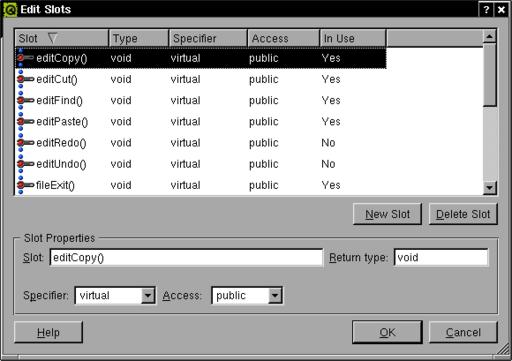 Edit Slots
Slot Type Specifier Access In Use
editCopy() void virtual public Yes
editCut() void virtual public Yes
editFind() void virtual public Yes
editPaste() void virtual public Yes
editRedo() void virtual public No
editUndo() void virtual public No
fileExit() void virtual public Yes
New Slot Delete Slot
Slot Properties
Slot: editCopy() Return type: void
Specifier: virtual Access: public
Help OK Cancel